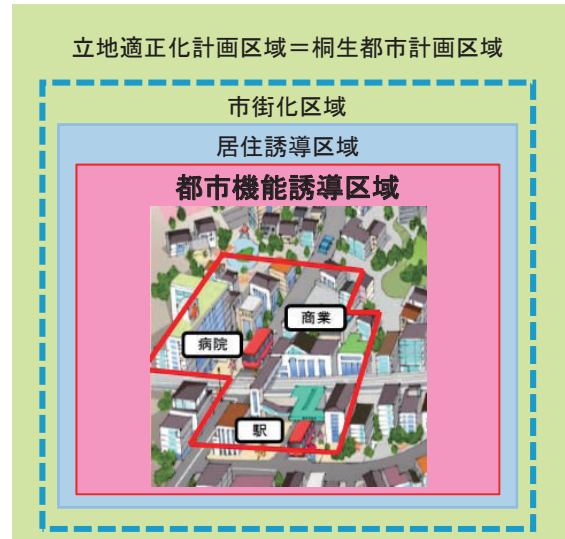 立地適正化計画区域＝桐生都市計画区域
市街化区域
居住誘導区域
都市機能誘導区域
商業
病院
駅